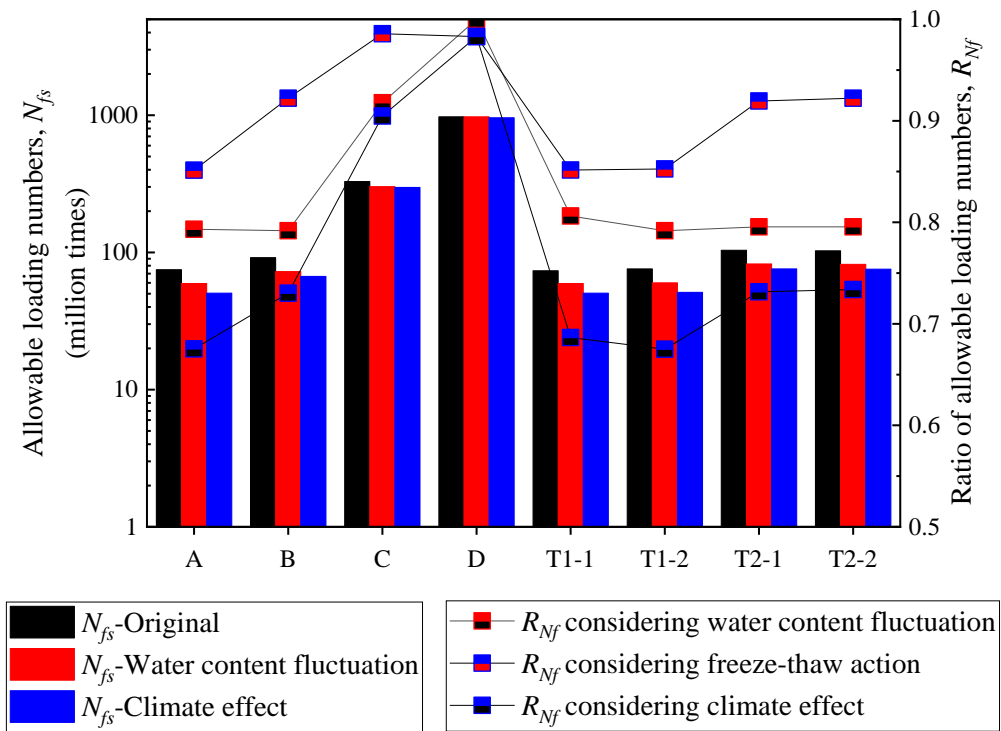 Allowable loading numbers, N_fs
(million times)
1000
100
10
1
1.0
0.9
0.8
0.7
0.6
0.5
Ratio of allowable loading numbers, R_Nf
A B C D T1-1 T1-2 T2-1 T2-2
N_fs-Original
N_fs-Water content fluctuation
N_fs-Climate effect
R_Nf considering water content fluctuation
R_Nf considering freeze-thaw action
R_Nf considering climate effect